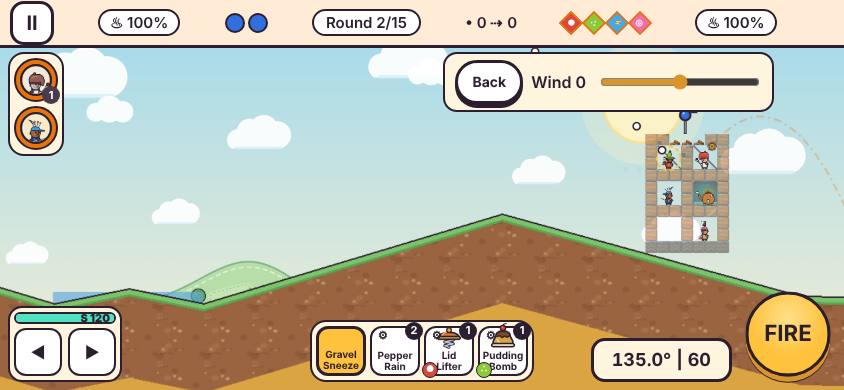 ♨ 100%
Round 2/15
• 0 ⇢ 0
♨ 100%
1
Back
Wind 0
S 120
Gravel
Sneeze
2
Pepper
Rain
1
Lid
Lifter
1
Pudding
Bomb
135.0° | 60
FIRE